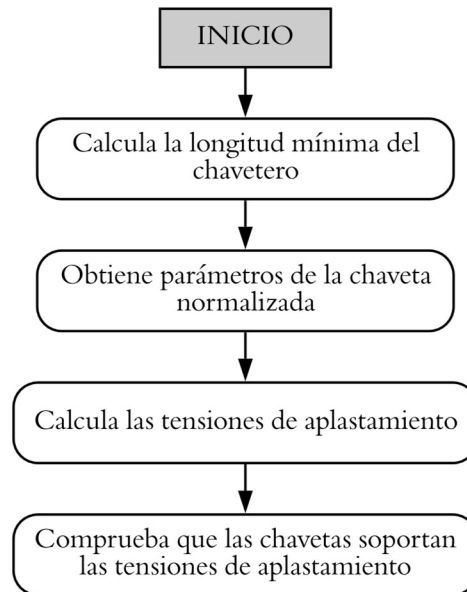 INICIO
Calcula la longitud mínima del
chavetero
Obtiene parámetros de la chaveta
normalizada
Calcula las tensiones de aplastamiento
Comprueba que las chavetas soportan
las tensiones de aplastamiento